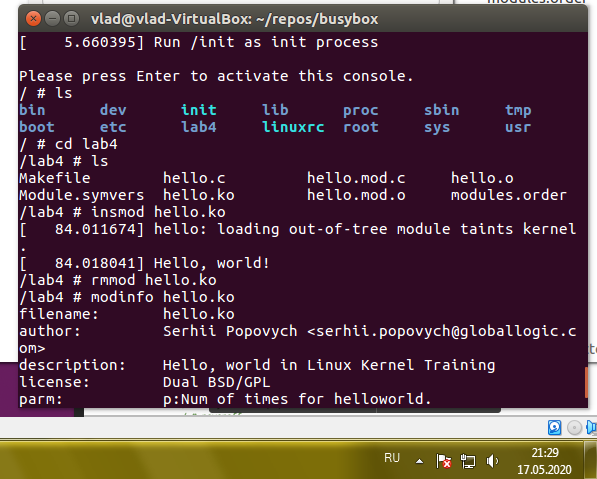 modules.order
vlad@vlad-VirtualBox: ~/repos/busybox
[    5.660395] Run /init as init process
Please press Enter to activate this console.
/ # ls
bin      dev      init     lib      proc     sbin     tmp
boot     etc      lab4     linuxrc  root     sys      usr
/ # cd lab4
/lab4 # ls
Makefile        hello.c         hello.mod.c     hello.o
Module.symvers  hello.ko        hello.mod.o     modules.order
/lab4 # insmod hello.ko
[   84.011674] hello: loading out-of-tree module taints kernel
.
[   84.018041] Hello, world!
/lab4 # rmmod hello.ko
/lab4 # modinfo hello.ko
filename:       hello.ko
author:         Serhii Popovych <serhii.popovych@globallogic.c
om>
description:    Hello, world in Linux Kernel Training
license:        Dual BSD/GPL
parm:           p:Num of times for helloworld.
RU
21:29
17.05.2020